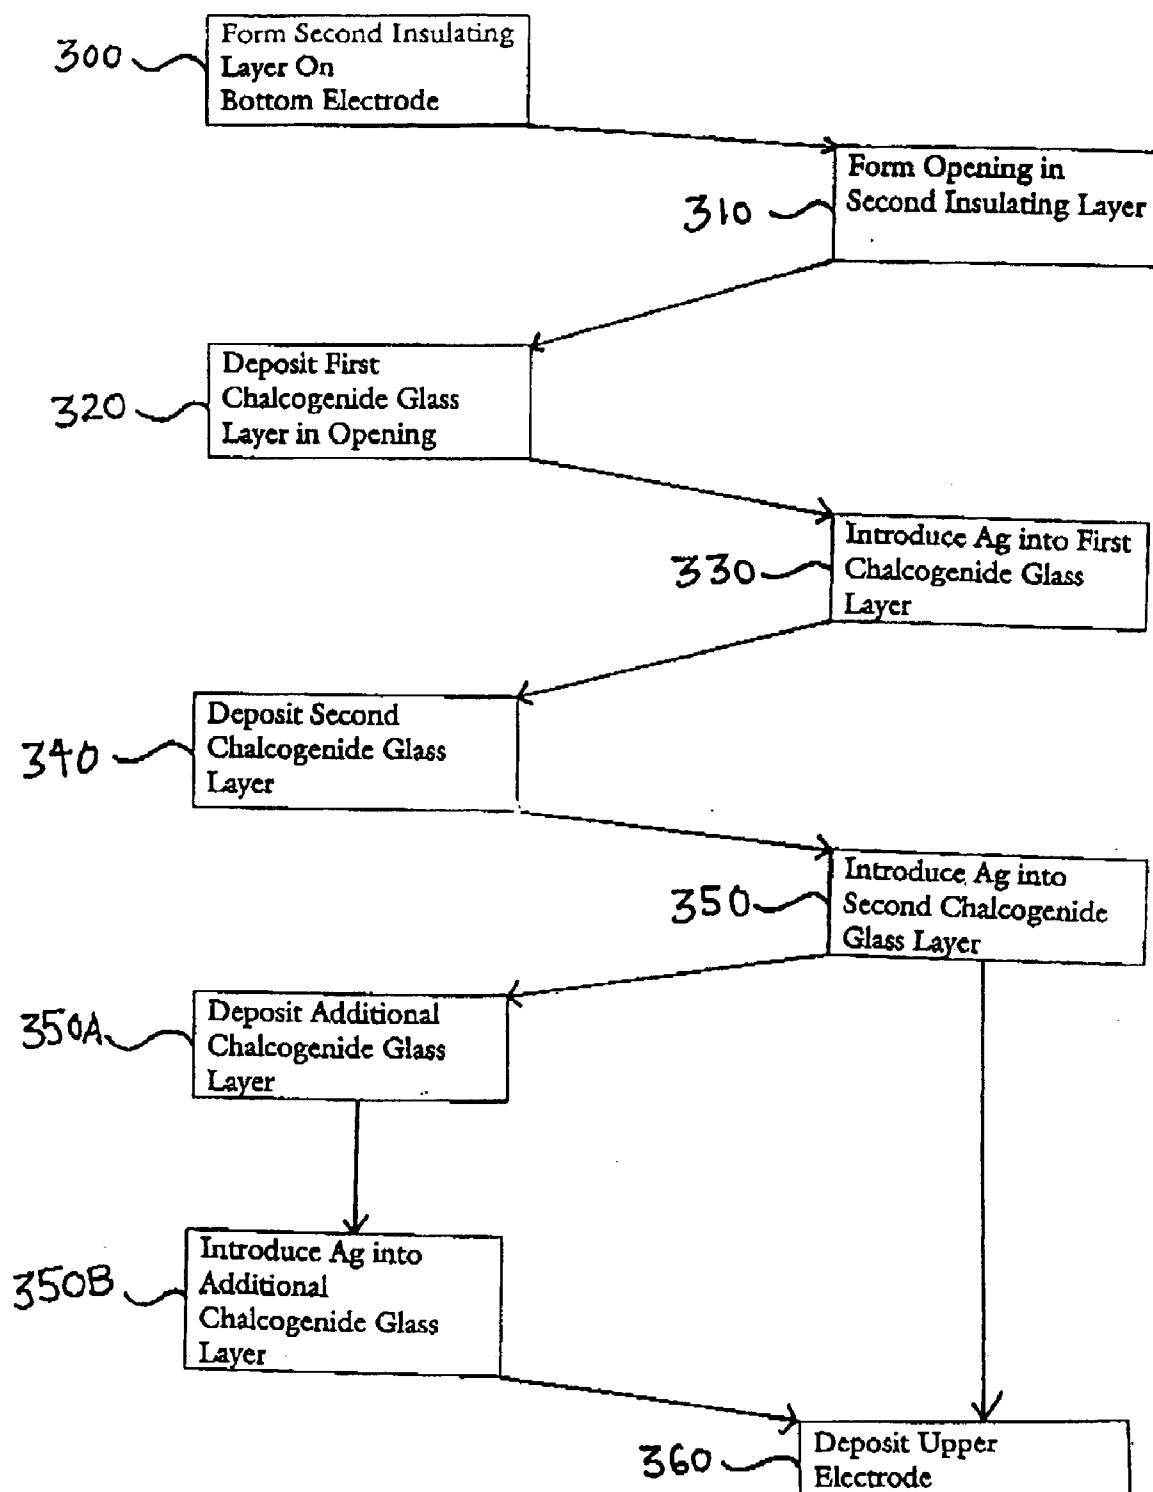 300
Form Second Insulating
Layer On
Bottom Electrode
310
Form Opening in
Second Insulating Layer
320
Deposit First
Chalcogenide Glass
Layer in Opening
330
Introduce Ag into First
Chalcogenide Glass
Layer
340
Deposit Second
Chalcogenide Glass
Layer
350
Introduce Ag into
Second Chalcogenide
Glass Layer
350A
Deposit Additional
Chalcogenide Glass
Layer
350B
Introduce Ag into
Additional
Chalcogenide Glass
Layer
360
Deposit Upper
Electrode